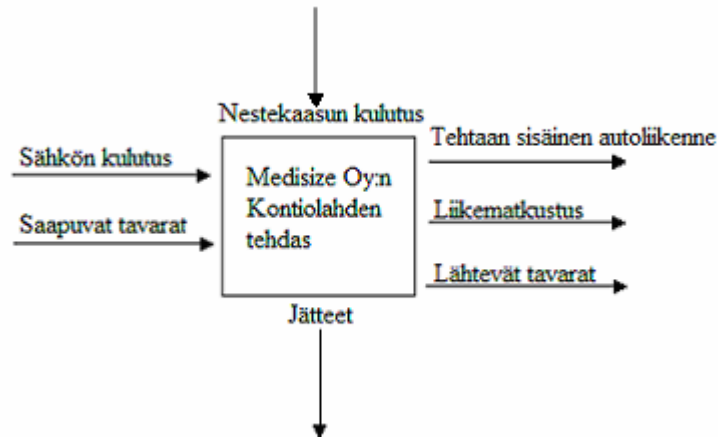 Nestekaasun kulutus
Sähkön kulutus
Saapuvat tavarat
Medisize Oy:n
Kontiolahden
tehdas
Tehtaan sisäinen autoliikenne
Liikematkustus
Lähtevät tavarat
Jätteet